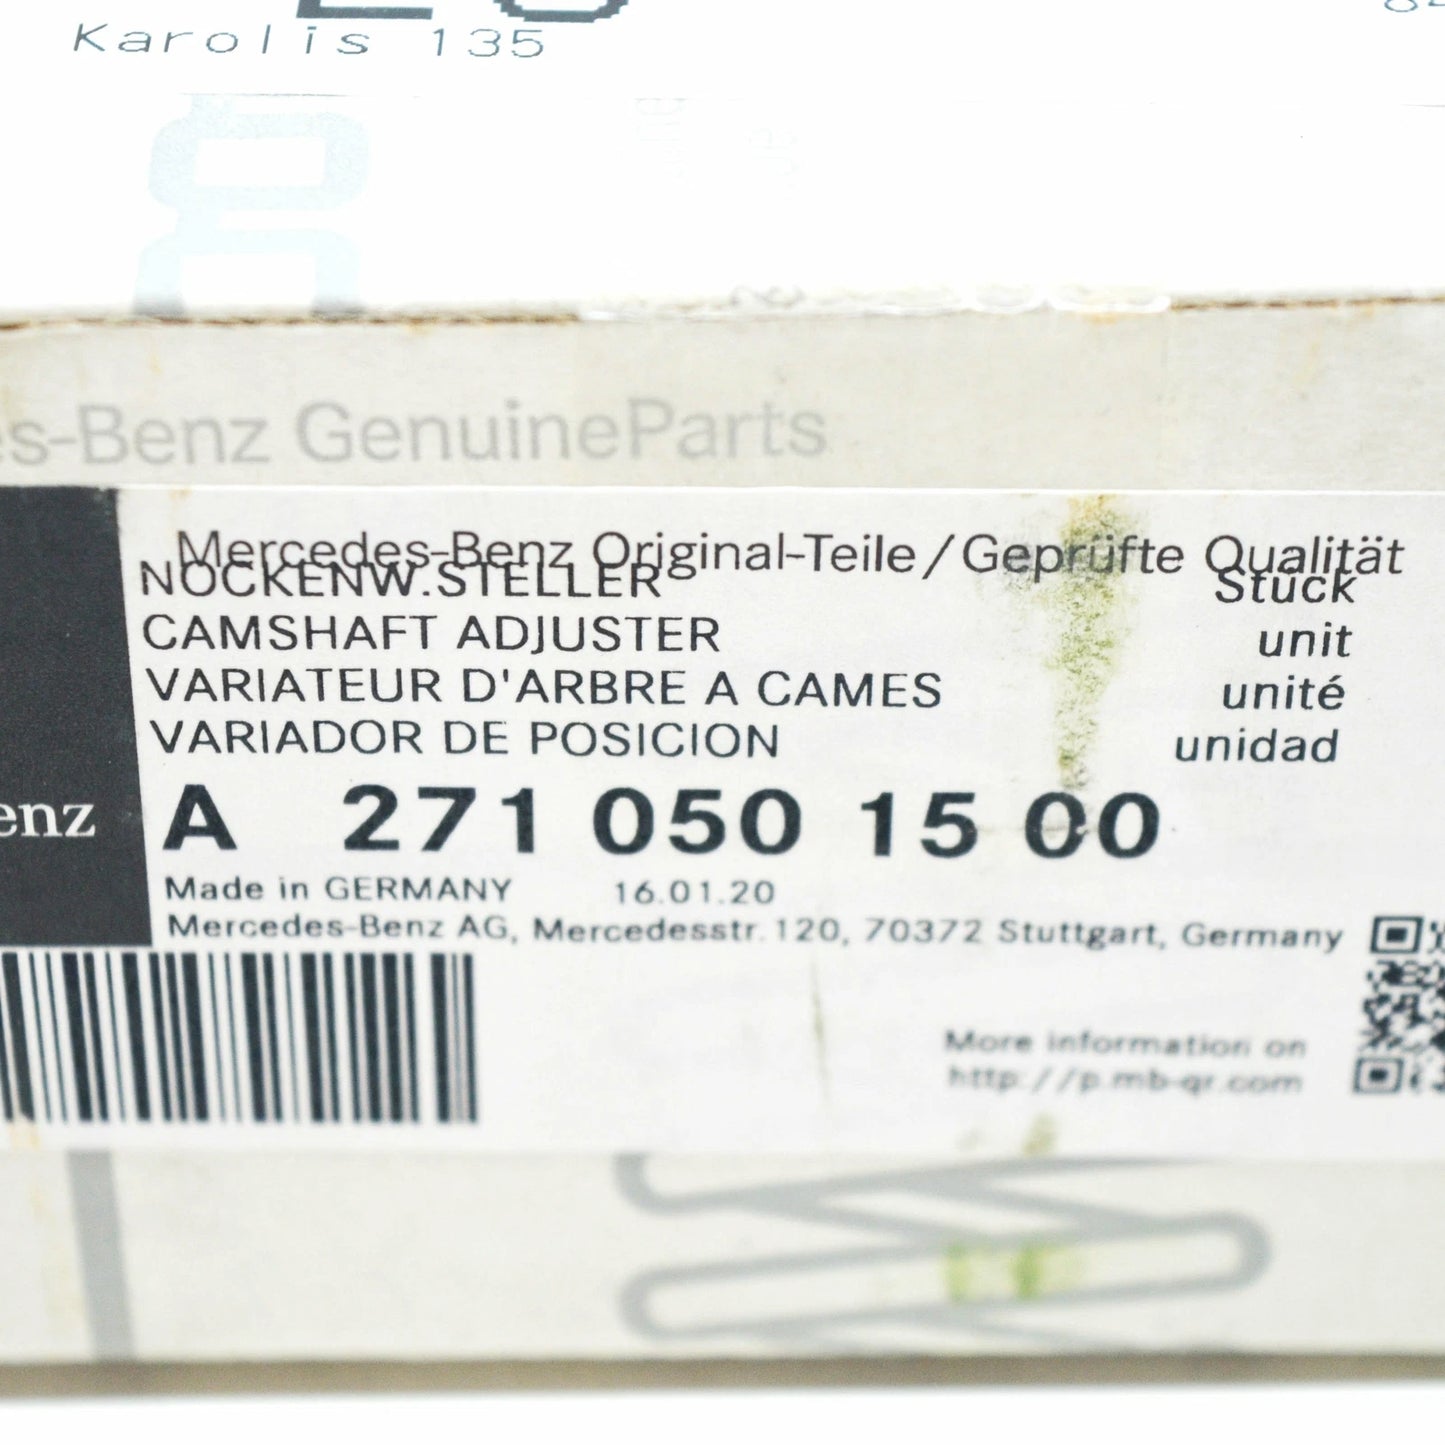 Karolis 135
es-Benz GenuineParts
Mercedes-Benz Original-Teile/Geprüfte Qualität
NOCKENW.STELLER Stück
CAMSHAFT ADJUSTER unit
VARIATEUR D'ARBRE A CAMES unité
VARIADOR DE POSICION unidad
enz
A 271 050 15 00
Made in GERMANY 16.01.20
Mercedes-Benz AG, Mercedesstr. 120, 70372 Stuttgart, Germany
More information on
http://p.mb-qr.com